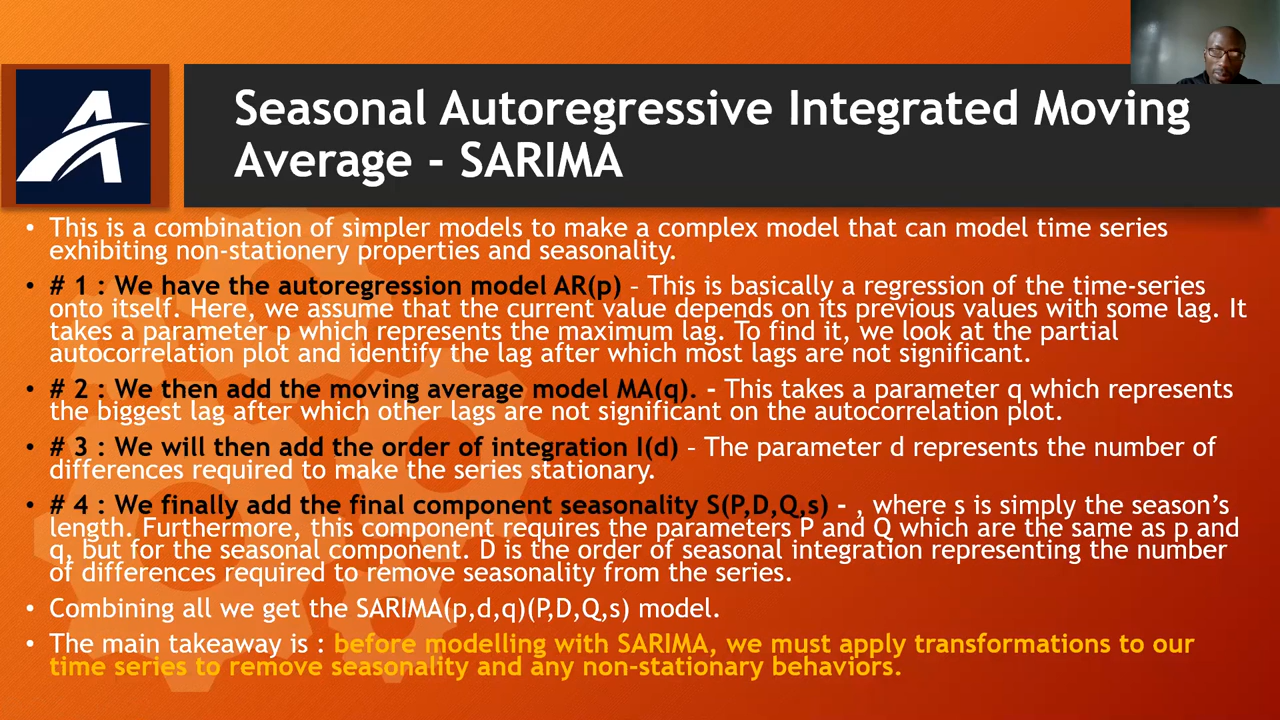 Seasonal Autoregressive Integrated Moving
Average - SARIMA
• This is a combination of simpler models to make a complex model that can model time series
exhibiting non-stationery properties and seasonality.
• # 1 : We have the autoregression model AR(p) – This is basically a regression of the time-series
onto itself. Here, we assume that the current value depends on its previous values with some lag. It
takes a parameter p which represents the maximum lag. To find it, we look at the partial
autocorrelation plot and identify the lag after which most lags are not significant.
• # 2 : We then add the moving average model MA(q). - This takes a parameter q which represents
the biggest lag after which other lags are not significant on the autocorrelation plot.
• # 3 : We will then add the order of integration I(d) – The parameter d represents the number of
differences required to make the series stationary.
• # 4 : We finally add the final component seasonality S(P,D,Q,s) - , where s is simply the season’s
length. Furthermore, this component requires the parameters P and Q which are the same as p and
q, but for the seasonal component. D is the order of seasonal integration representing the number
of differences required to remove seasonality from the series.
• Combining all we get the SARIMA(p,d,q)(P,D,Q,s) model.
• The main takeaway is : before modelling with SARIMA, we must apply transformations to our
time series to remove seasonality and any non-stationary behaviors.